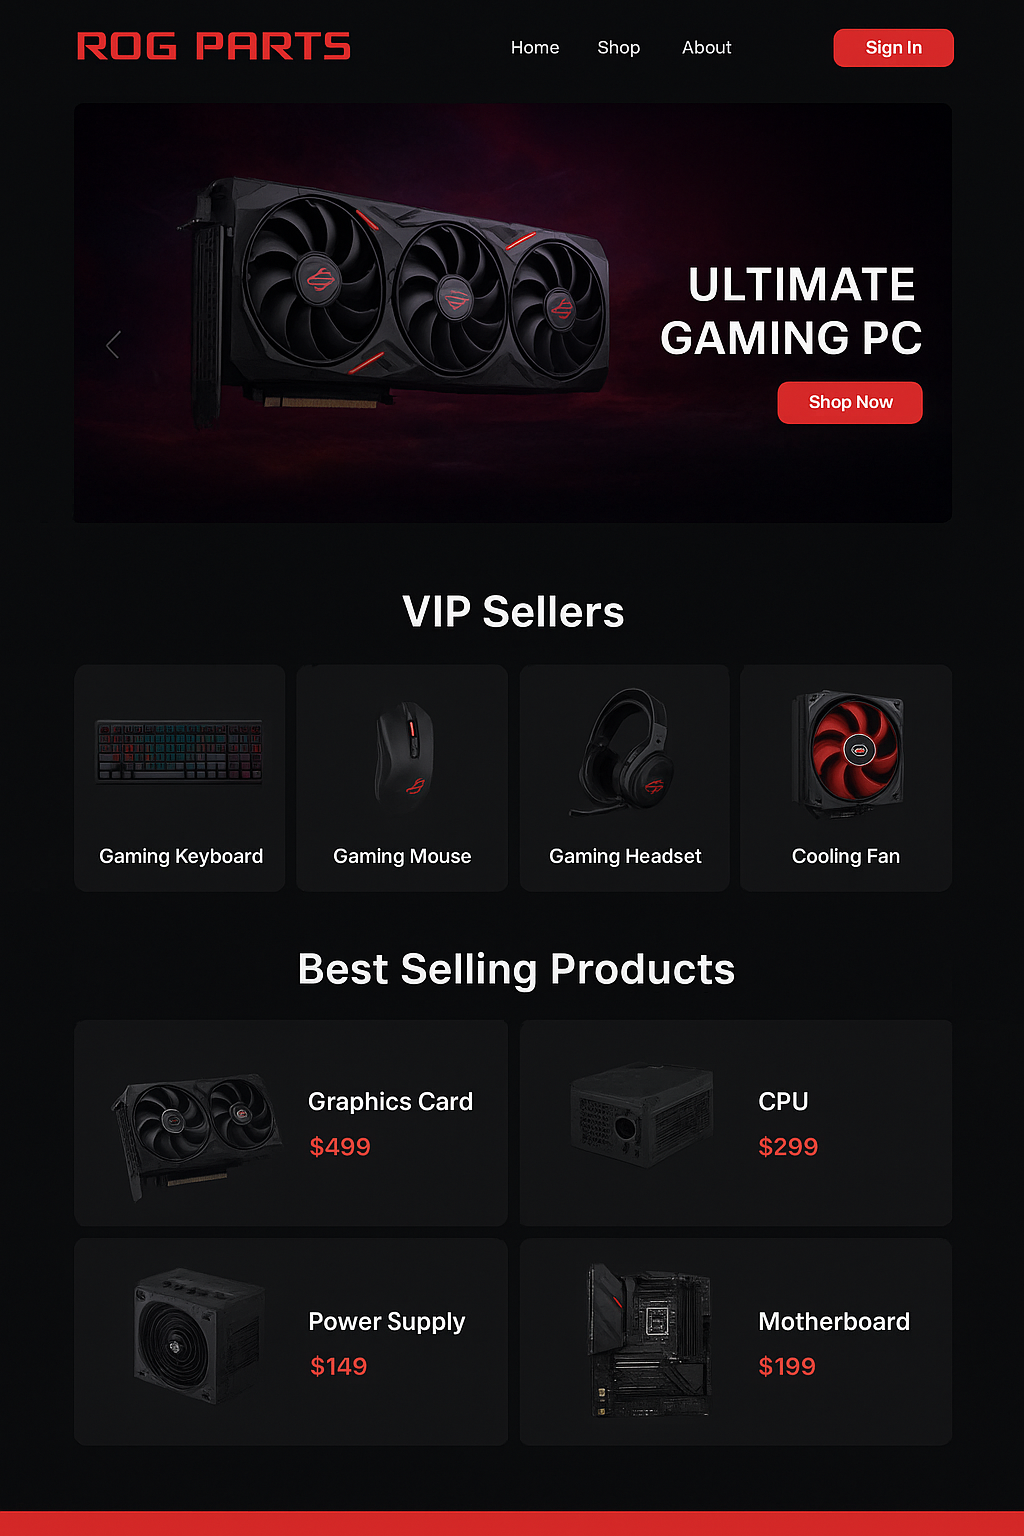 ROG PARTS
Home
Shop
About
Sign In
ULTIMATE
GAMING PC
Shop Now
VIP Sellers
Gaming Keyboard
Gaming Mouse
Gaming Headset
Cooling Fan
Best Selling Products
Graphics Card
$499
CPU
$299
Power Supply
$149
Motherboard
$199